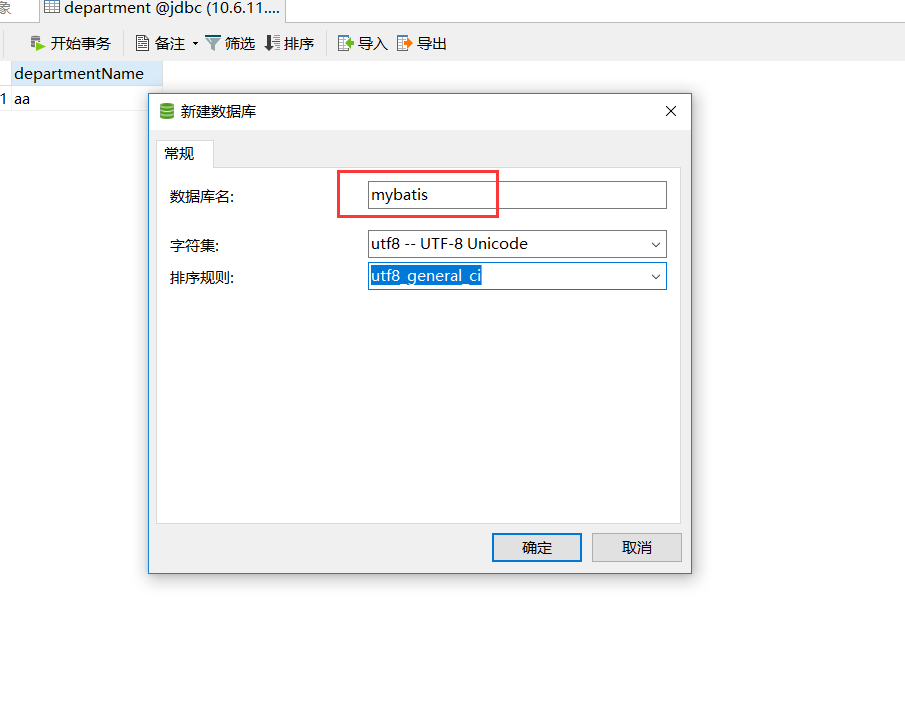 象 department @jdbc (10.6.11....
开始事务 备注 筛选 排序 导入 导出
departmentName
1 aa
新建数据库
常规
数据库名: mybatis
字符集: utf8 -- UTF-8 Unicode
排序规则: utf8_general_ci
确定 取消